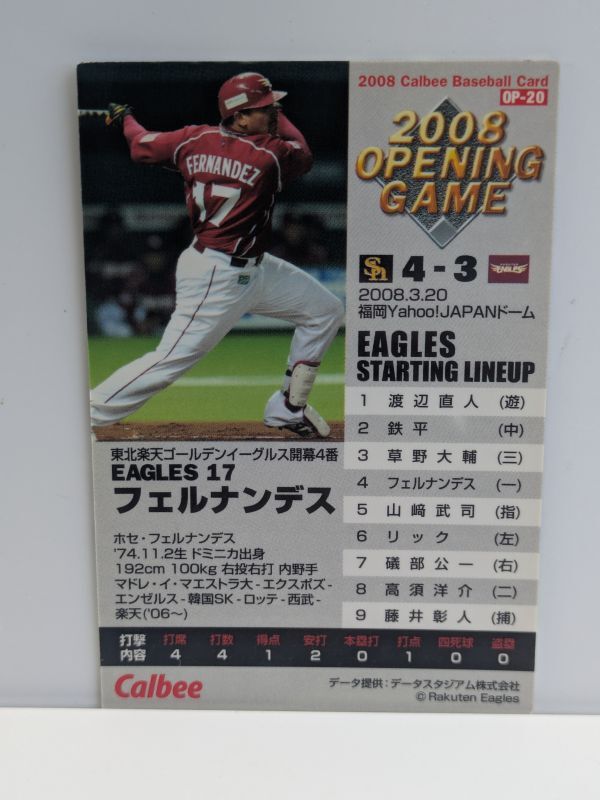 2008 Calbee Baseball Card
OP-20
2008
OPENING
GAME
FERNANDEZ
17
SH 4 - 3 EAGLES
2008.3.20
福岡Yahoo!JAPANドーム
EAGLES
STARTING LINEUP
1 渡辺直人 (遊)
2 鉄平 (中)
3 草野大輔 (三)
4 フェルナンデス (一)
5 山﨑武司 (指)
6 リック (左)
7 礒部公一 (右)
8 高須洋介 (二)
9 藤井彰人 (捕)
東北楽天ゴールデンイーグルス開幕4番
EAGLES 17
フェルナンデス
ホセ・フェルナンデス
'74.11.2生 ドミニカ出身
192cm 100kg 右投右打 内野手
マドレ・イ・マエストラ大-エクスポズ-
エンゼルス-韓国SK-ロッテ-西武-
楽天('06〜)
打撃内容 打席 打数 得点 安打 本塁打 打点 四死球 盗塁
4 4 1 2 0 1 0 0
Calbee
データ提供:データスタジアム株式会社
© Rakuten Eagles